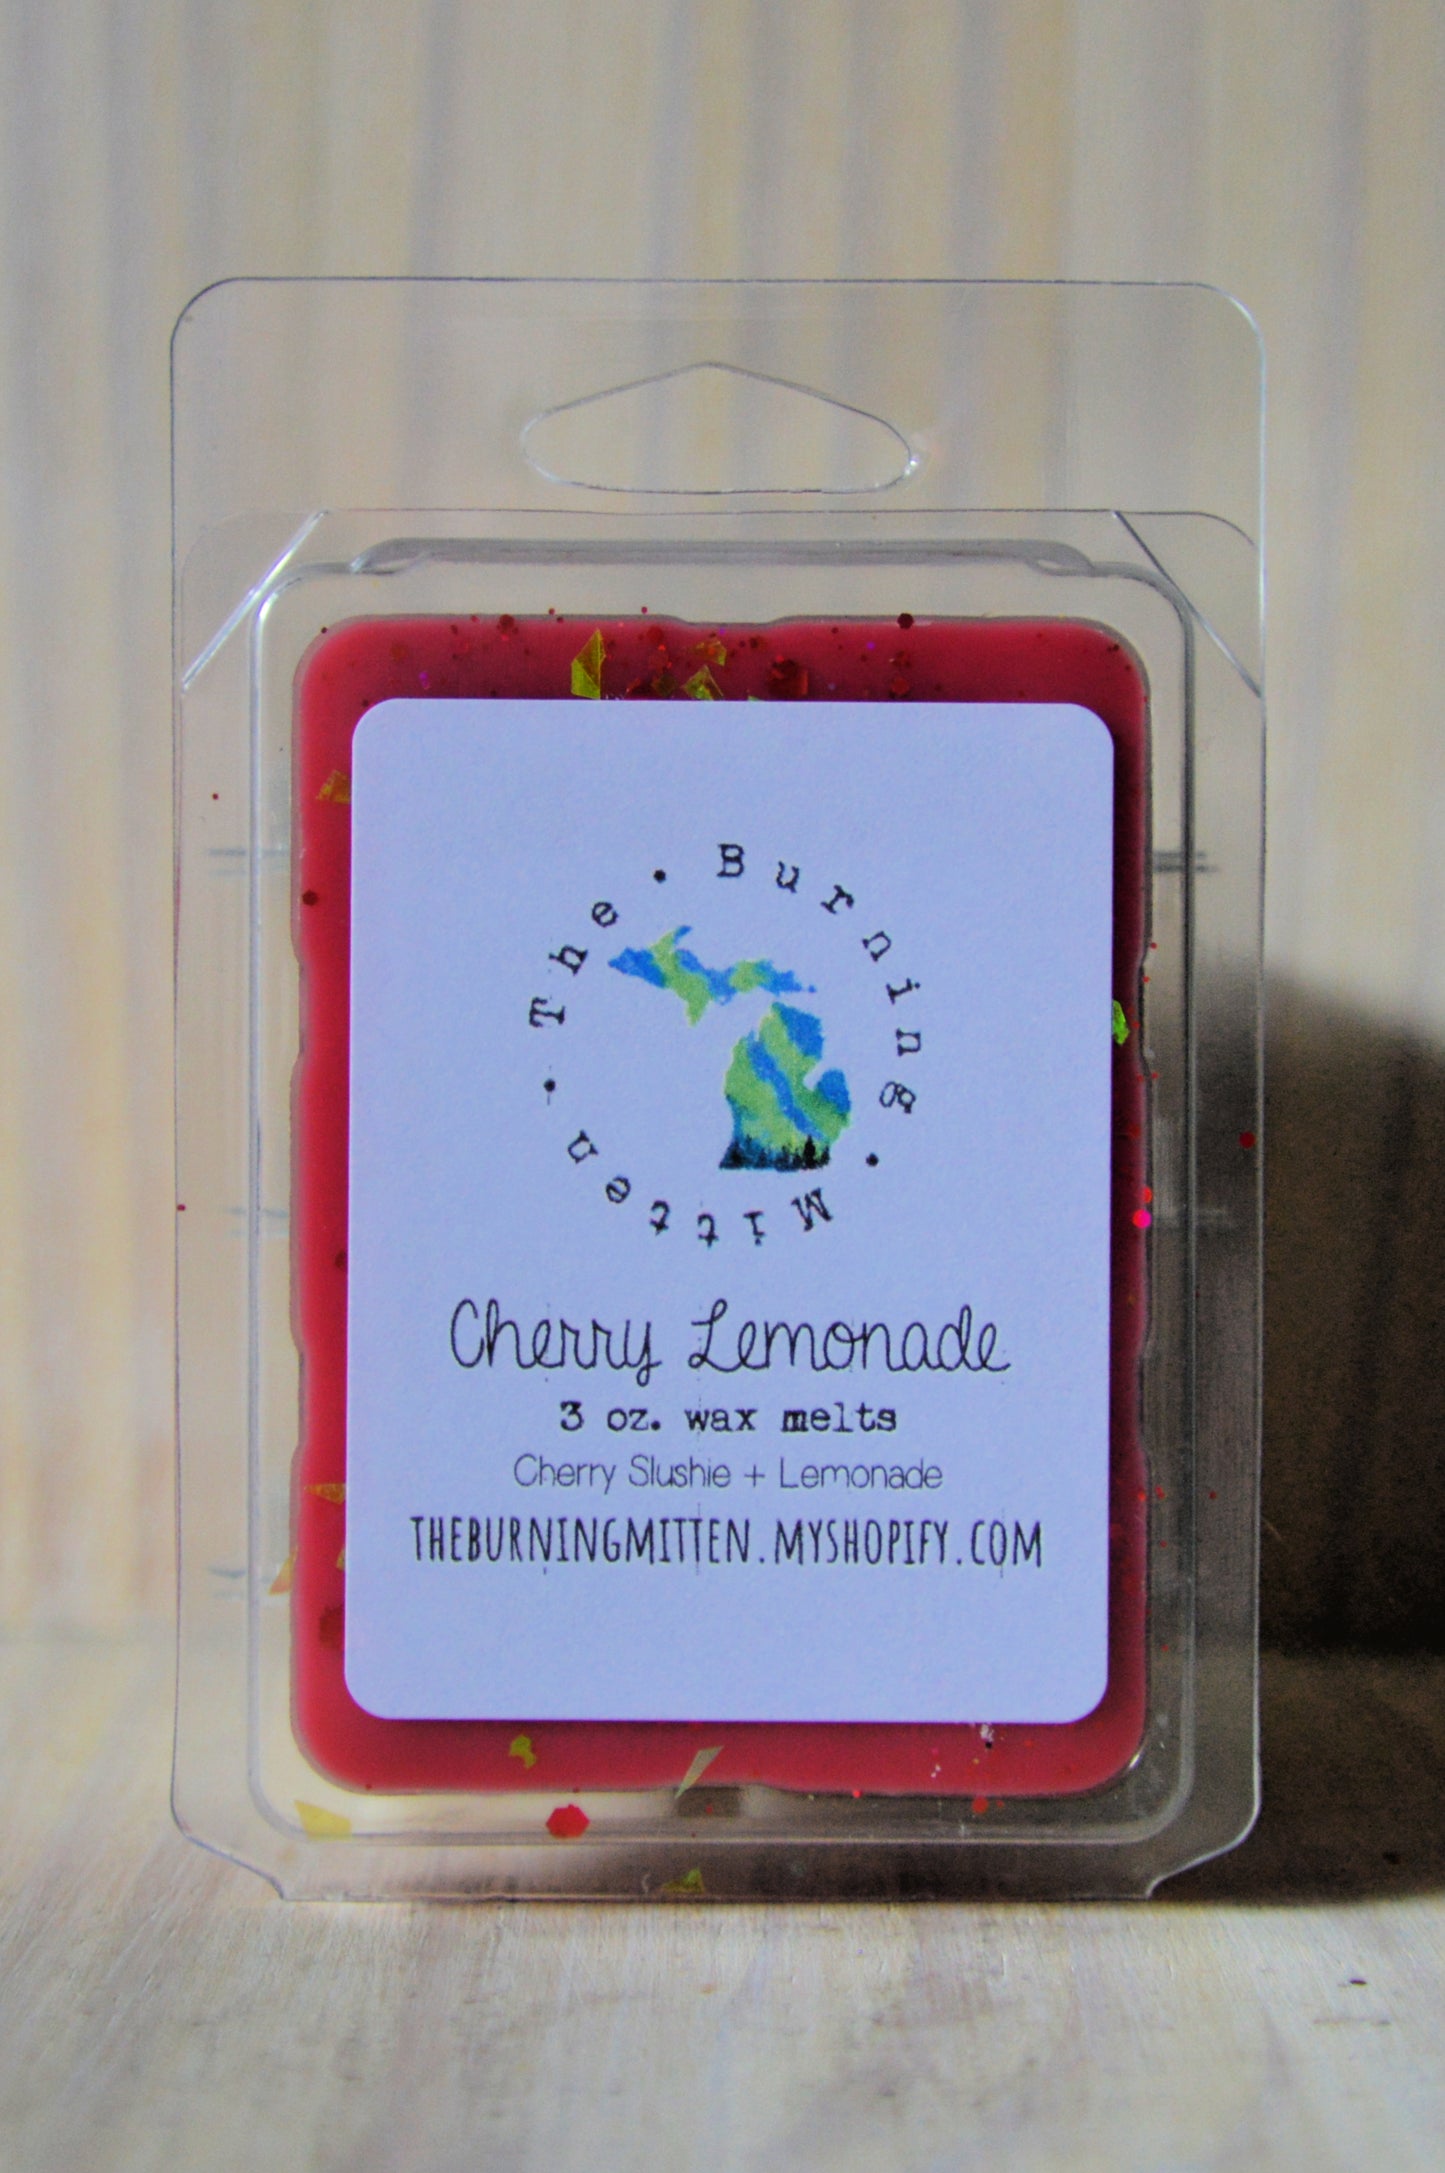 The • Burning • Mitten •
Cherry Lemonade
3 oz. wax melts
Cherry Slushie + Lemonade
THEBURNINGMITTEN.MYSHOPIFY.COM